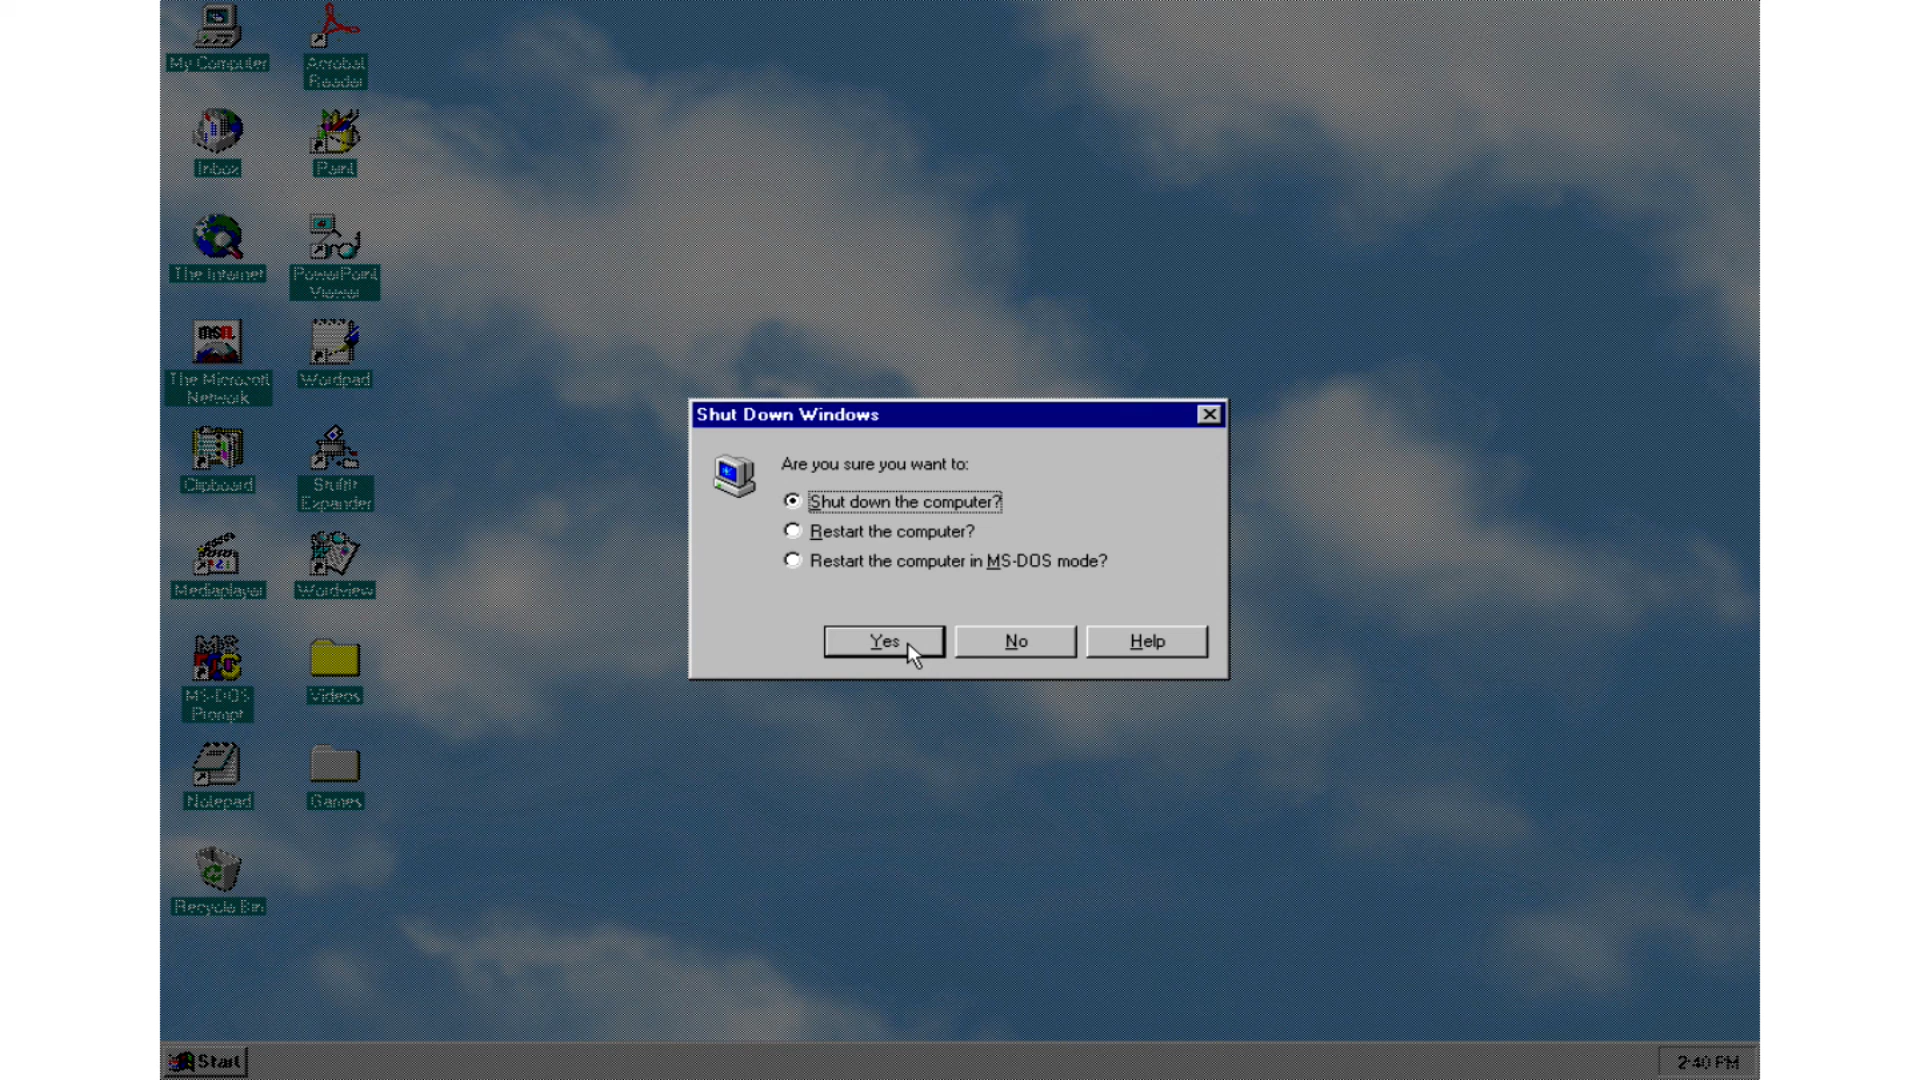 My Computer
Acrobat
Reader
Inbox
Paint
The Internet
PowerPoint
Viewer
msn.
The Microsoft
Network
Wordpad
Clipboard
StuffIt
Expander
Mediaplayer
Wordview
MS-DOS
Prompt
Videos
Notepad
Games
Recycle Bin
Shut Down Windows
Are you sure you want to:
Shut down the computer?
Restart the computer?
Restart the computer in MS-DOS mode?
Yes
No
Help
Start
2:40 PM